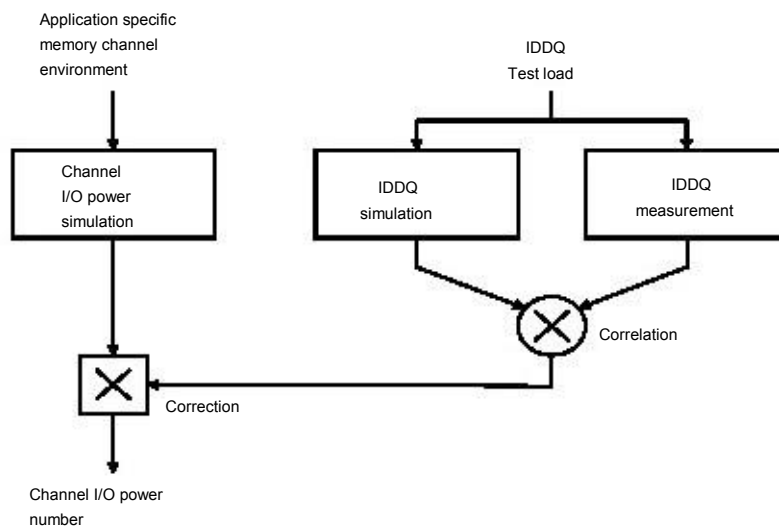 Application specific
memory channel
environment
IDDQ
Test load
Channel
I/O power
simulation
IDDQ
simulation
IDDQ
measurement
Correlation
Correction
Channel I/O power
number